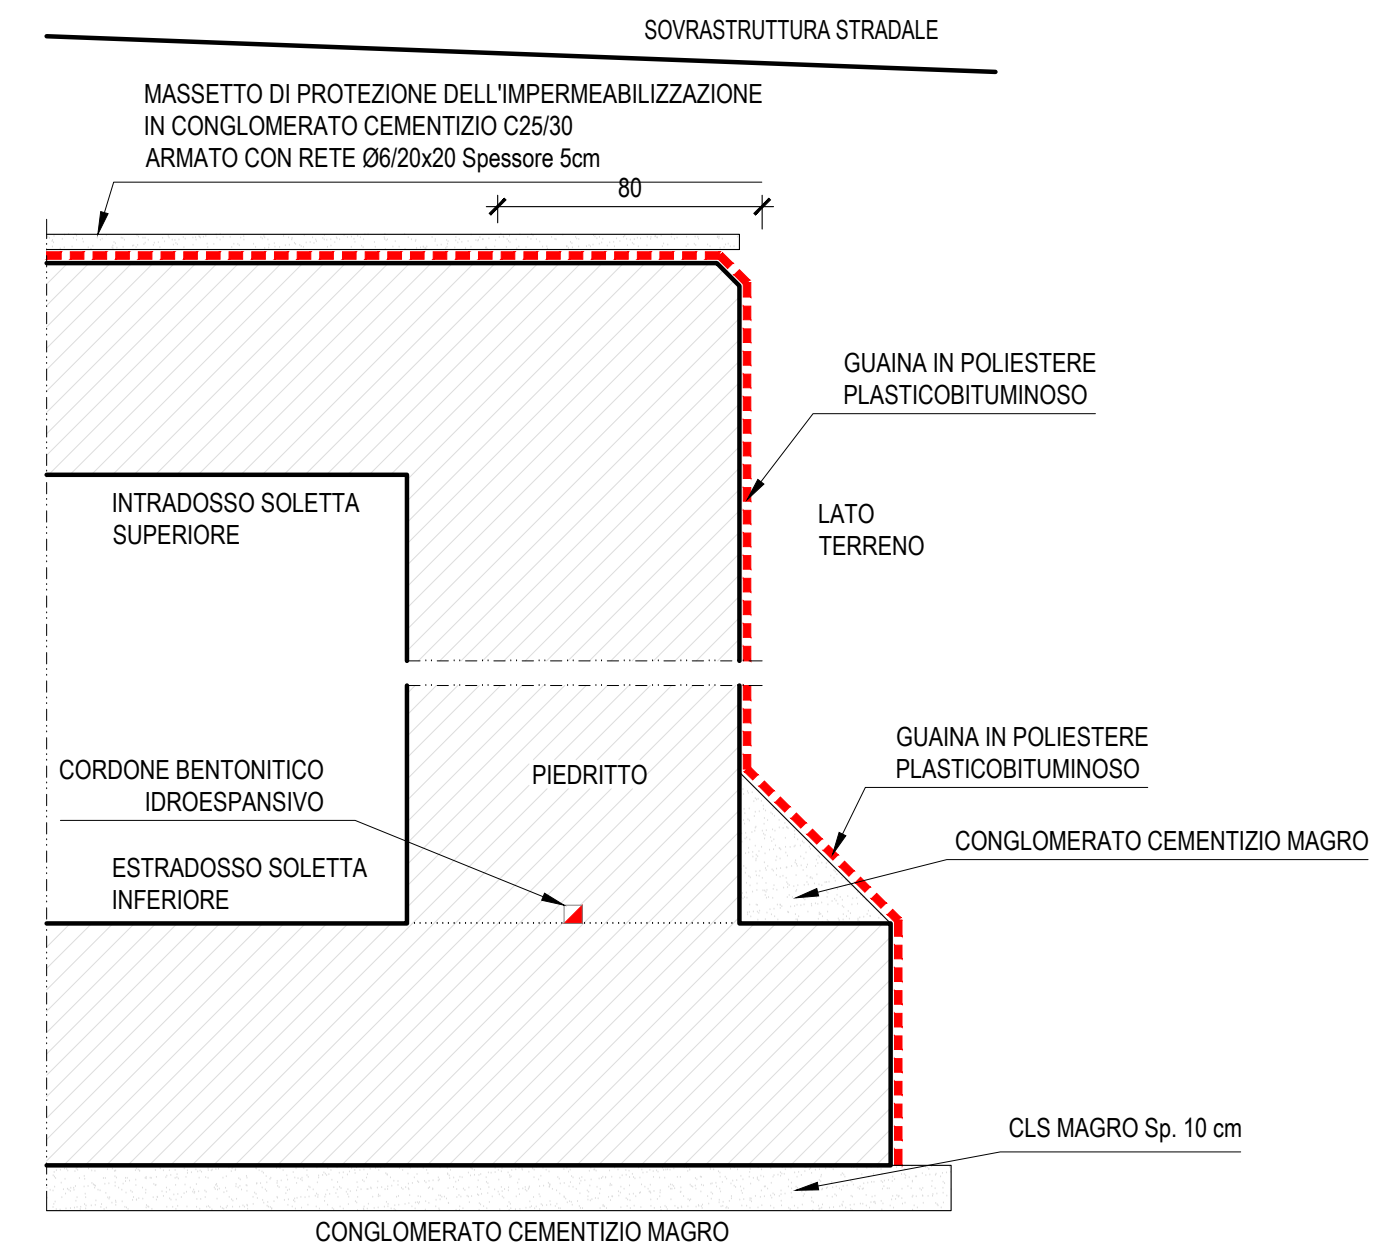 SOVRASTRUTTURA STRADALE
MASSETTO DI PROTEZIONE DELL'IMPERMEABILIZZAZIONE
IN CONGLOMERATO CEMENTIZIO C25/30
ARMATO CON RETE Ø6/20x20 Spessore 5cm
80
GUAINA IN POLIESTERE
PLASTICOBITUMINOSO
INTRADOSSO SOLETTA
SUPERIORE
LATO
TERRENO
GUAINA IN POLIESTERE
PLASTICOBITUMINOSO
CORDONE BENTONITICO
IDROESPANSIVO
PIEDRITTO
CONGLOMERATO CEMENTIZIO MAGRO
ESTRADOSSO SOLETTA
INFERIORE
CLS MAGRO Sp. 10 cm
CONGLOMERATO CEMENTIZIO MAGRO